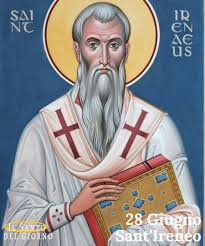 SAINT IRENAEUS
IL SANTO
DEL GIORNO
28 Giugno
Sant'Ireneo